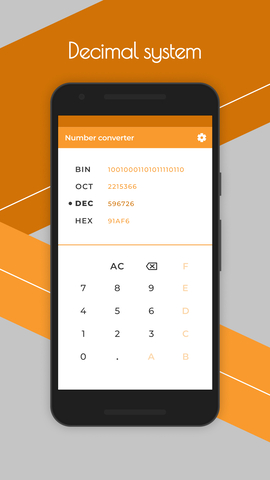 Decimal system
Number converter
BIN 10010001101011110110
OCT 2215366
DEC 596726
HEX 91AF6
AC F
7 8 9 E
4 5 6 D
1 2 3 C
0 . A B